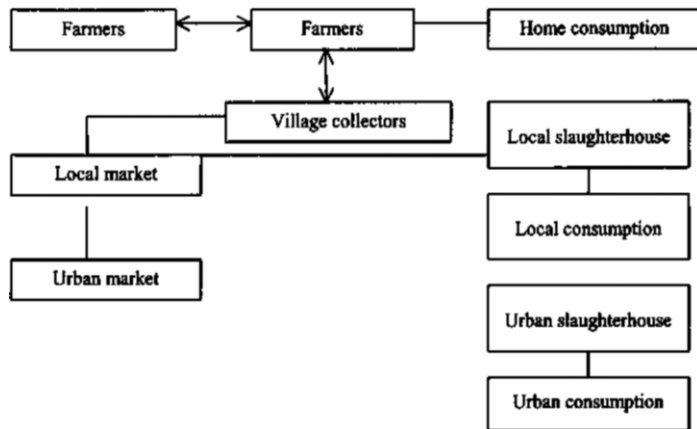 Farmers
Farmers
Home consumption
Village collectors
Local slaughterhouse
Local market
Local consumption
Urban market
Urban slaughterhouse
Urban consumption